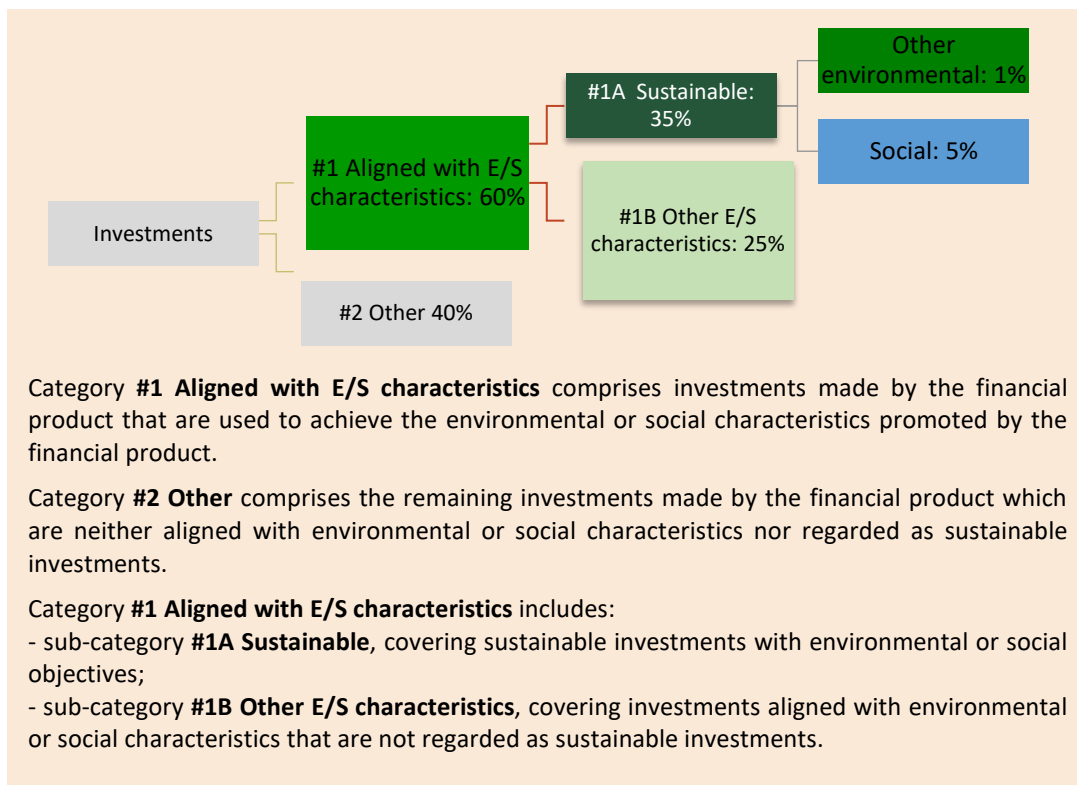 Other
environmental: 1%
#1A Sustainable:
35%
Social: 5%
#1 Aligned with E/S
characteristics: 60%
#1B Other E/S
characteristics: 25%
Investments
#2 Other 40%
Category #1 Aligned with E/S characteristics comprises investments made by the financial
product that are used to achieve the environmental or social characteristics promoted by the
financial product.
Category #2 Other comprises the remaining investments made by the financial product which
are neither aligned with environmental or social characteristics nor regarded as sustainable
investments.
Category #1 Aligned with E/S characteristics includes:
- sub-category #1A Sustainable, covering sustainable investments with environmental or social
objectives;
- sub-category #1B Other E/S characteristics, covering investments aligned with environmental
or social characteristics that are not regarded as sustainable investments.